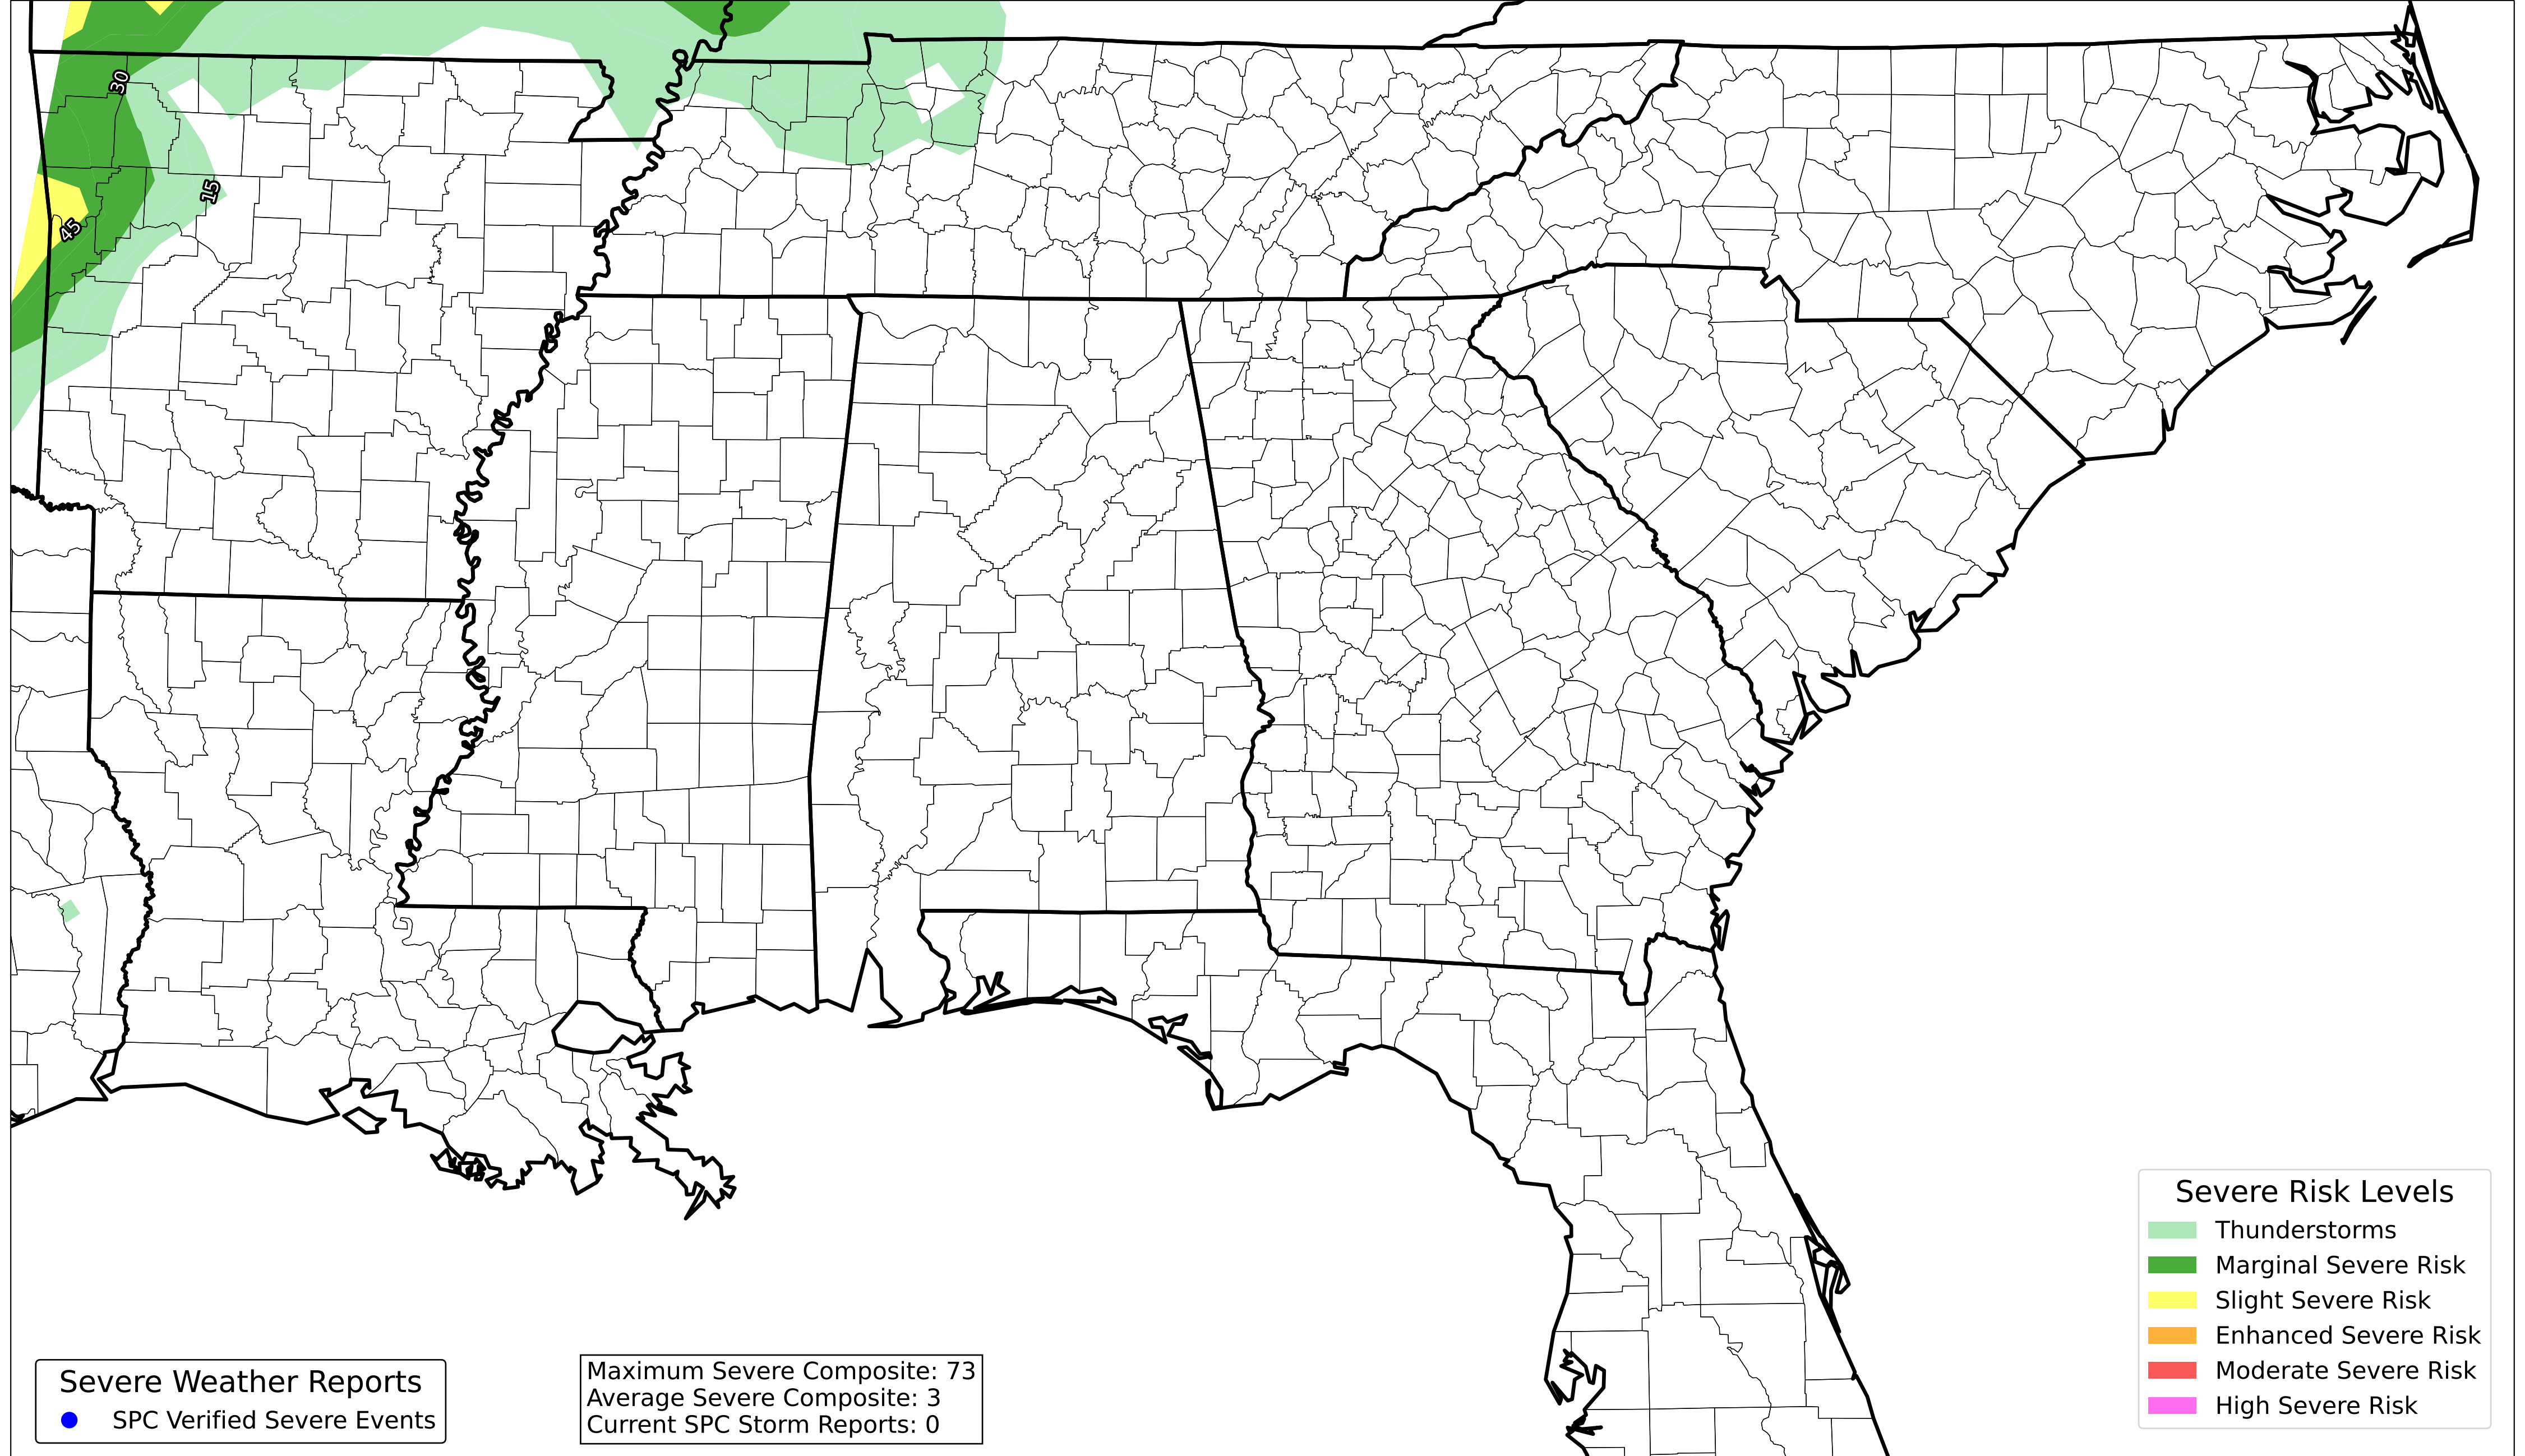 30
15
45
Severe Risk Levels
Thunderstorms
Marginal Severe Risk
Slight Severe Risk
Enhanced Severe Risk
Moderate Severe Risk
High Severe Risk
Severe Weather Reports
SPC Verified Severe Events
Maximum Severe Composite: 73
Average Severe Composite: 3
Current SPC Storm Reports: 0